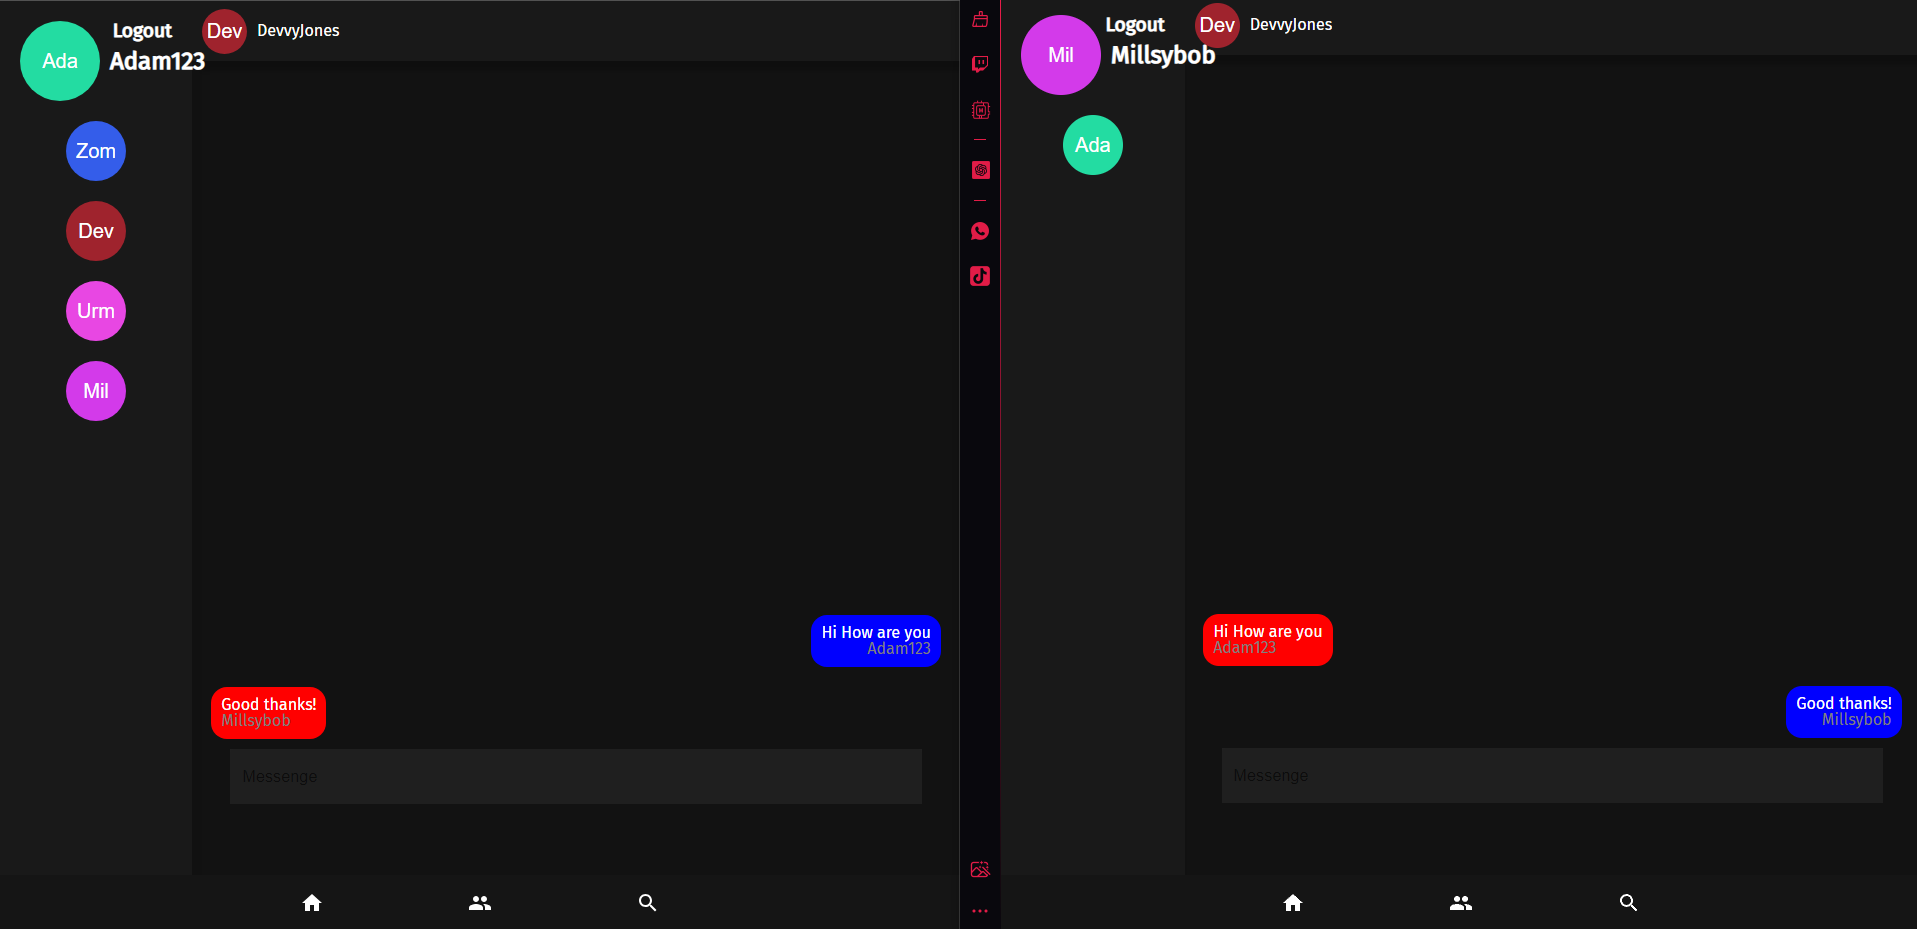 Ada
Logout
Adam123
Dev
DevvyJones
Zom
Dev
Urm
Mil
Hi How are you
Adam123
Good thanks!
Millsybob
Messenge
Mil
Logout
Millsybob
Dev
DevvyJones
Ada
Hi How are you
Adam123
Good thanks!
Millsybob
Messenge